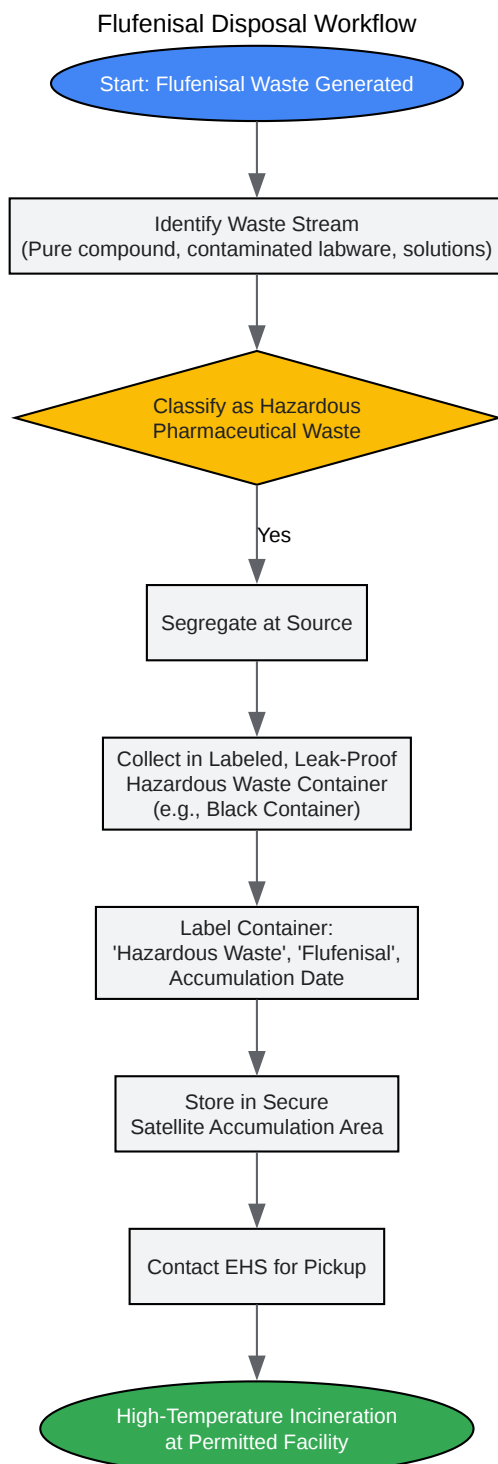 Flufenisal Disposal Workflow
Start: Flufenisal Waste Generated
Identify Waste Stream
(Pure compound, contaminated labware, solutions)
Classify as Hazardous
Pharmaceutical Waste
Yes
Segregate at Source
Collect in Labeled, Leak-Proof
Hazardous Waste Container
(e.g., Black Container)
Label Container:
'Hazardous Waste', 'Flufenisal',
Accumulation Date
Store in Secure
Satellite Accumulation Area
Contact EHS for Pickup
High-Temperature Incineration
at Permitted Facility